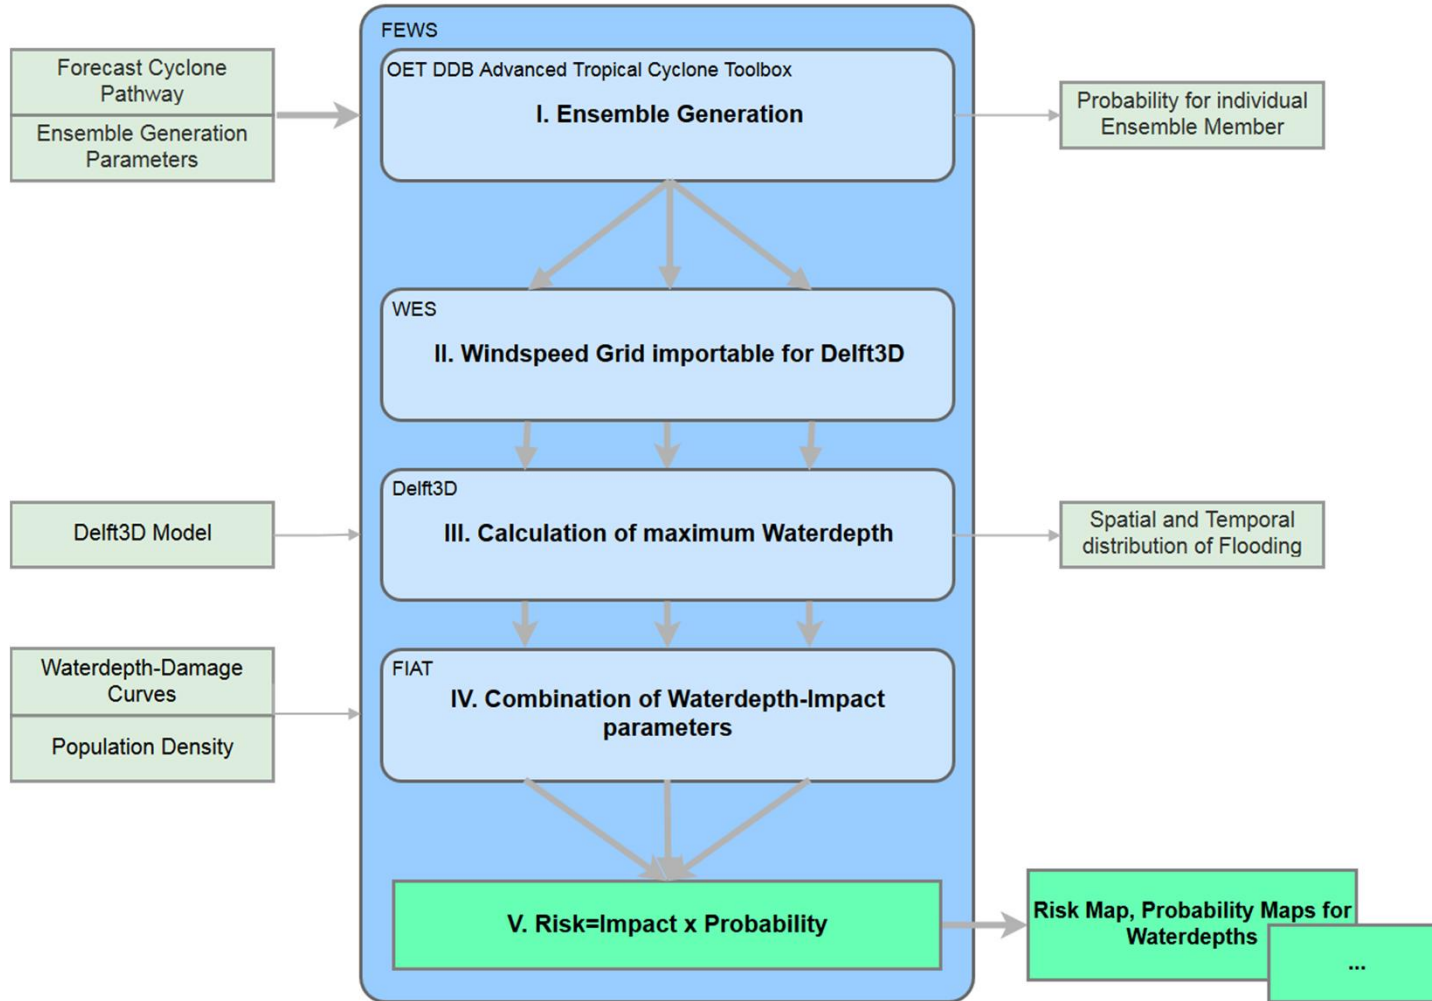 FEWS
OET DDB Advanced Tropical Cyclone Toolbox
I. Ensemble Generation
Forecast Cyclone
Pathway
Ensemble Generation
Parameters
Probability for individual
Ensemble Member
WES
II. Windspeed Grid importable for Delft3D
Delft3D
III. Calculation of maximum Waterdepth
Delft3D Model
Spatial and Temporal
distribution of Flooding
FIAT
IV. Combination of Waterdepth-Impact
parameters
Waterdepth-Damage
Curves
Population Density
V. Risk=Impact x Probability
Risk Map, Probability Maps for
Waterdepths
...